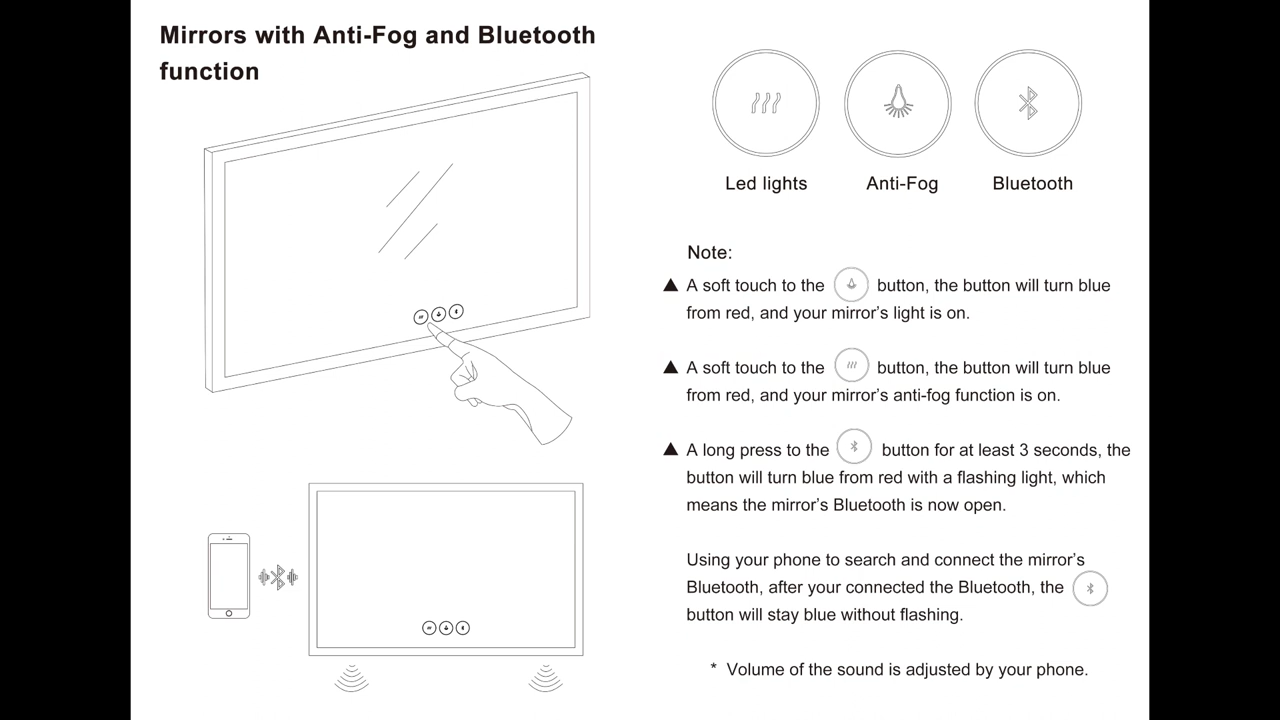 Mirrors with Anti-Fog and Bluetooth
function
Led lights
Anti-Fog
Bluetooth
Note:
▲ A soft touch to the button, the button will turn blue
from red, and your mirror's light is on.
▲ A soft touch to the button, the button will turn blue
from red, and your mirror's anti-fog function is on.
▲ A long press to the button for at least 3 seconds, the
button will turn blue from red with a flashing light, which
means the mirror's Bluetooth is now open.
Using your phone to search and connect the mirror's
Bluetooth, after your connected the Bluetooth, the
button will stay blue without flashing.
* Volume of the sound is adjusted by your phone.